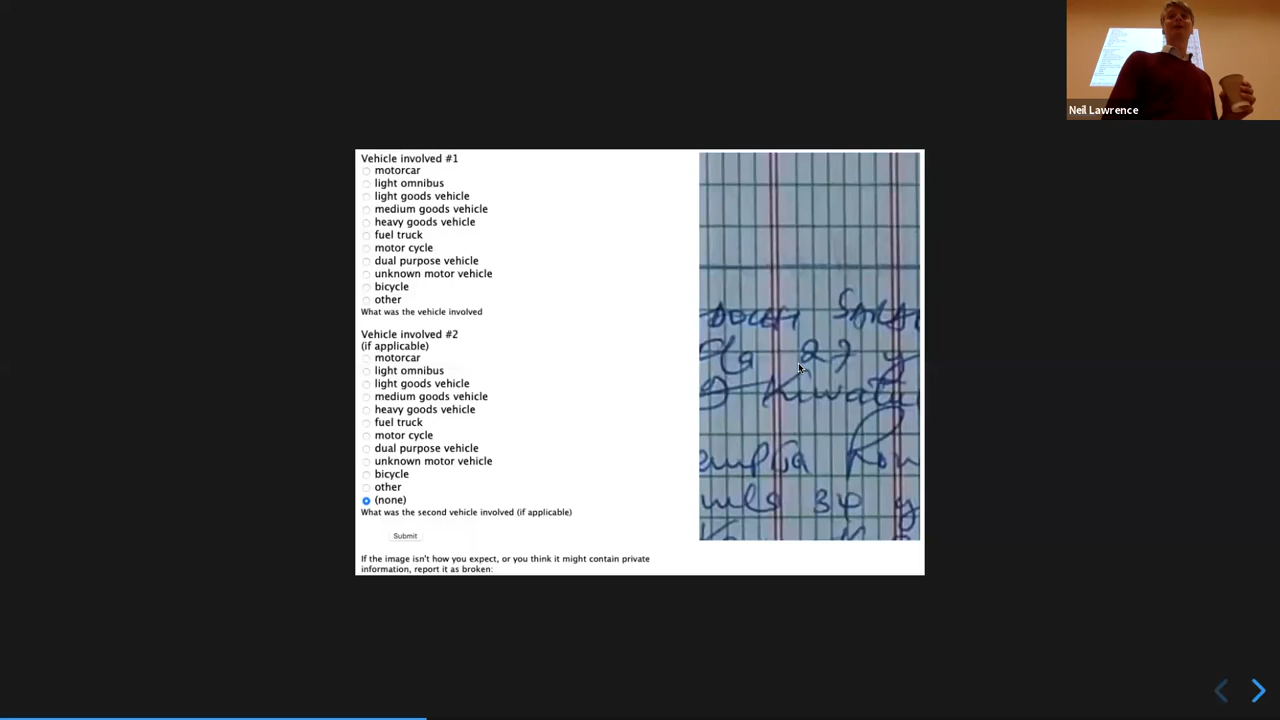 Neil Lawrence
Vehicle involved #1
motorcar
light omnibus
light goods vehicle
medium goods vehicle
heavy goods vehicle
fuel truck
motor cycle
dual purpose vehicle
unknown motor vehicle
bicycle
other
What was the vehicle involved
Vehicle involved #2
(if applicable)
motorcar
light omnibus
light goods vehicle
medium goods vehicle
heavy goods vehicle
fuel truck
motor cycle
dual purpose vehicle
unknown motor vehicle
bicycle
other
(none)
What was the second vehicle involved (if applicable)
Submit
If the image isn't how you expect, or you think it might contain private
information, report it as broken:
27 y